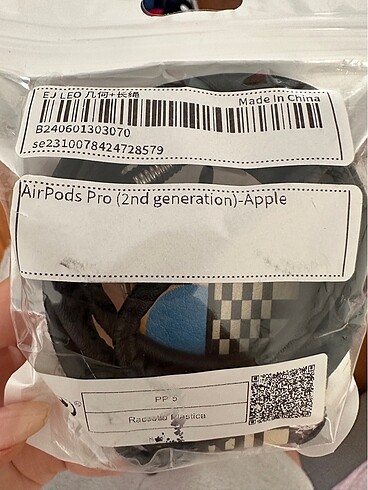 EJ LEO 几何+长绳
Made In China
B240601303070
se2310078424728579
AirPods Pro (2nd generation)-Apple
®
PP 5
Raccolta Plastica